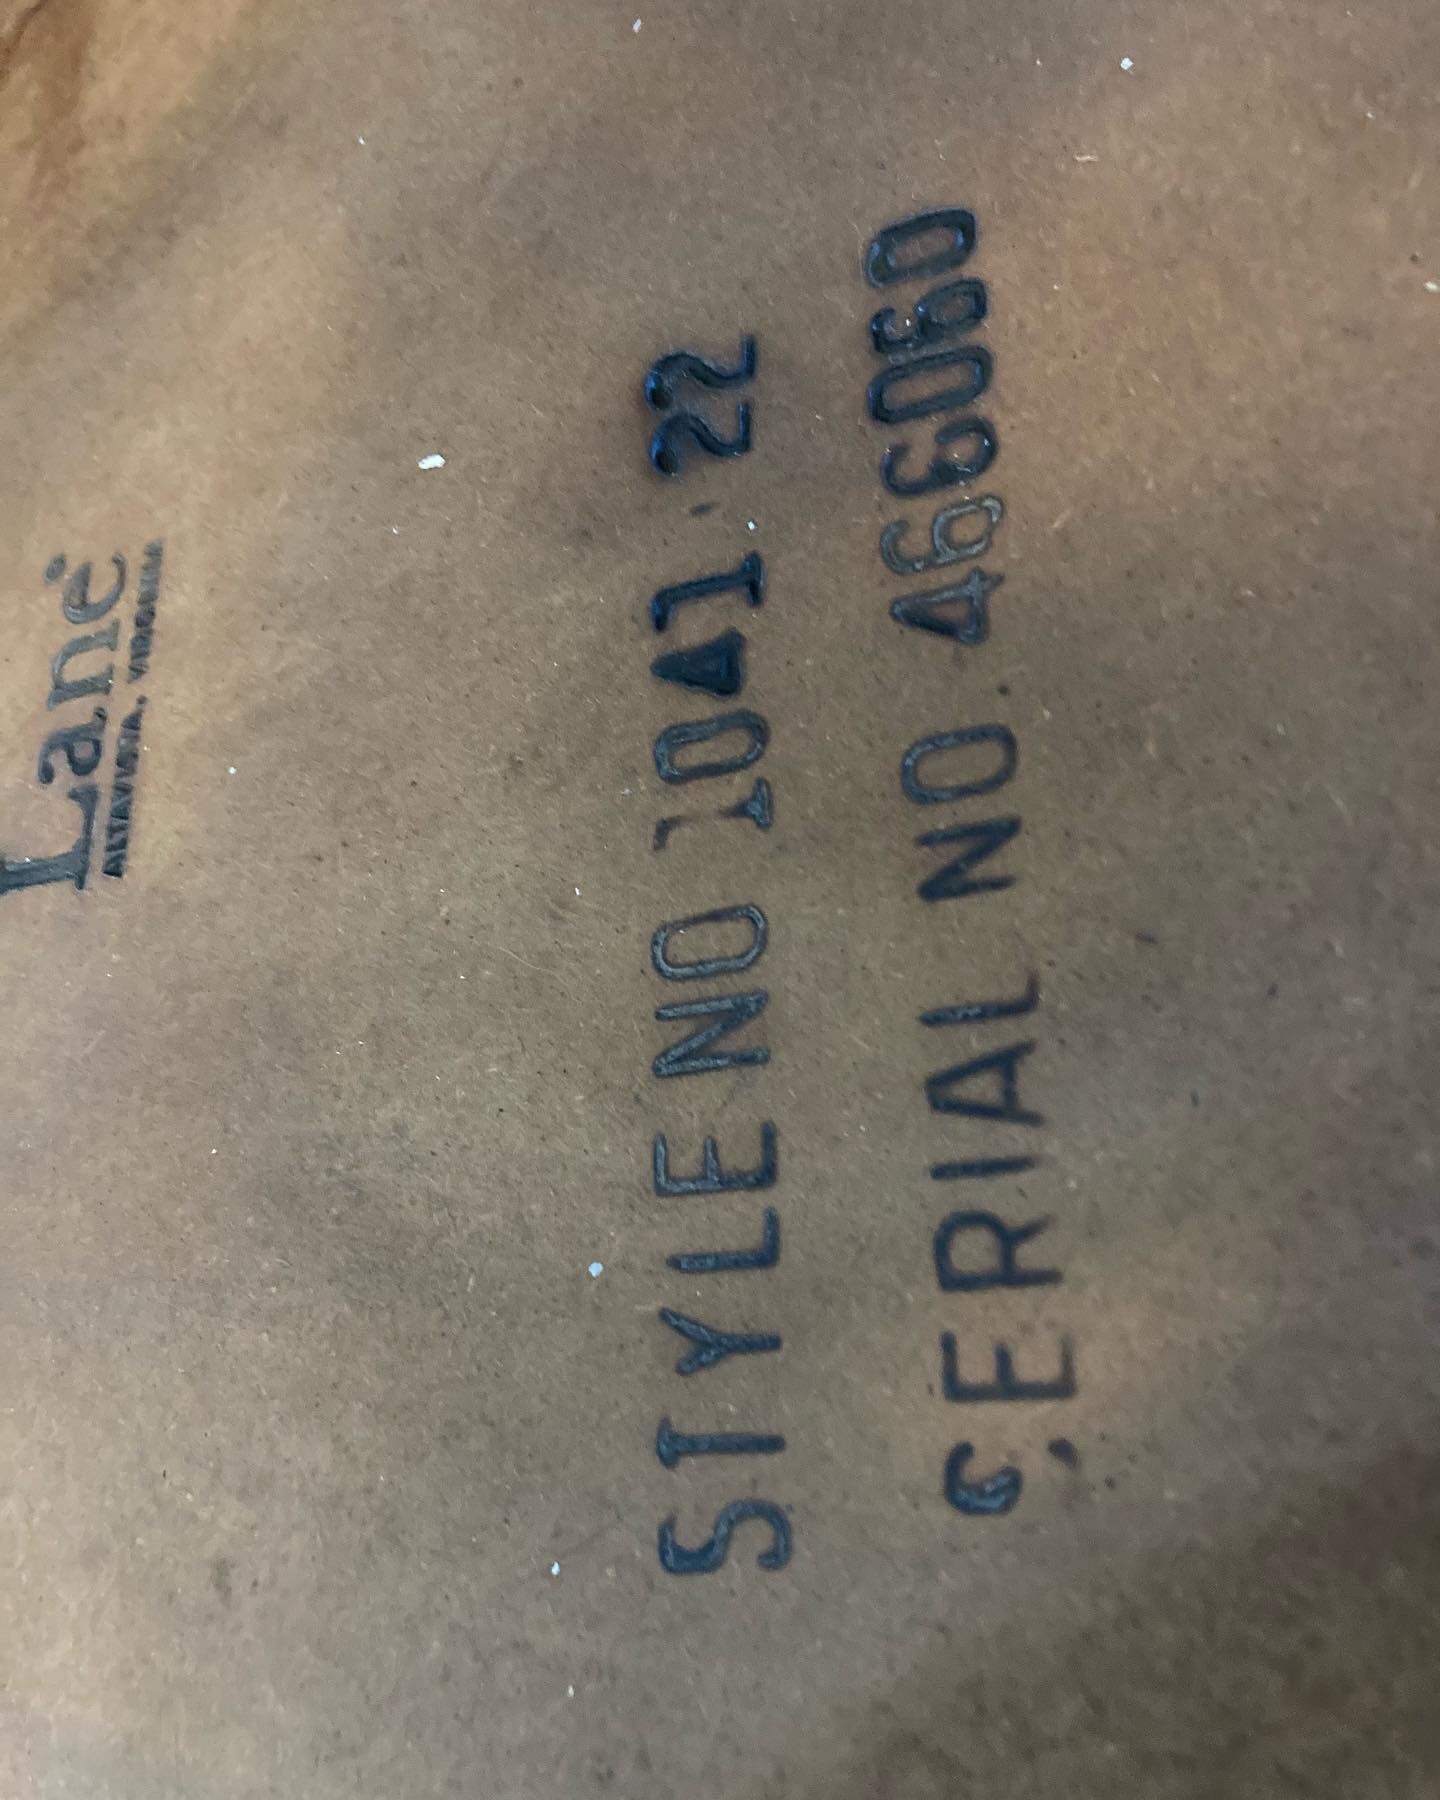 Lane
ALTAVISTA, VIRGINIA
STYLE NO 1041 22
SERIAL NO. 466060